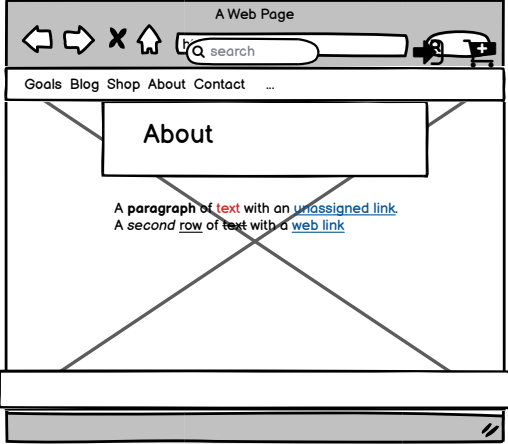 A Web Page
search
Goals Blog Shop About Contact ...
About
A paragraph of text with an unassigned link.
A second row of text with a web link